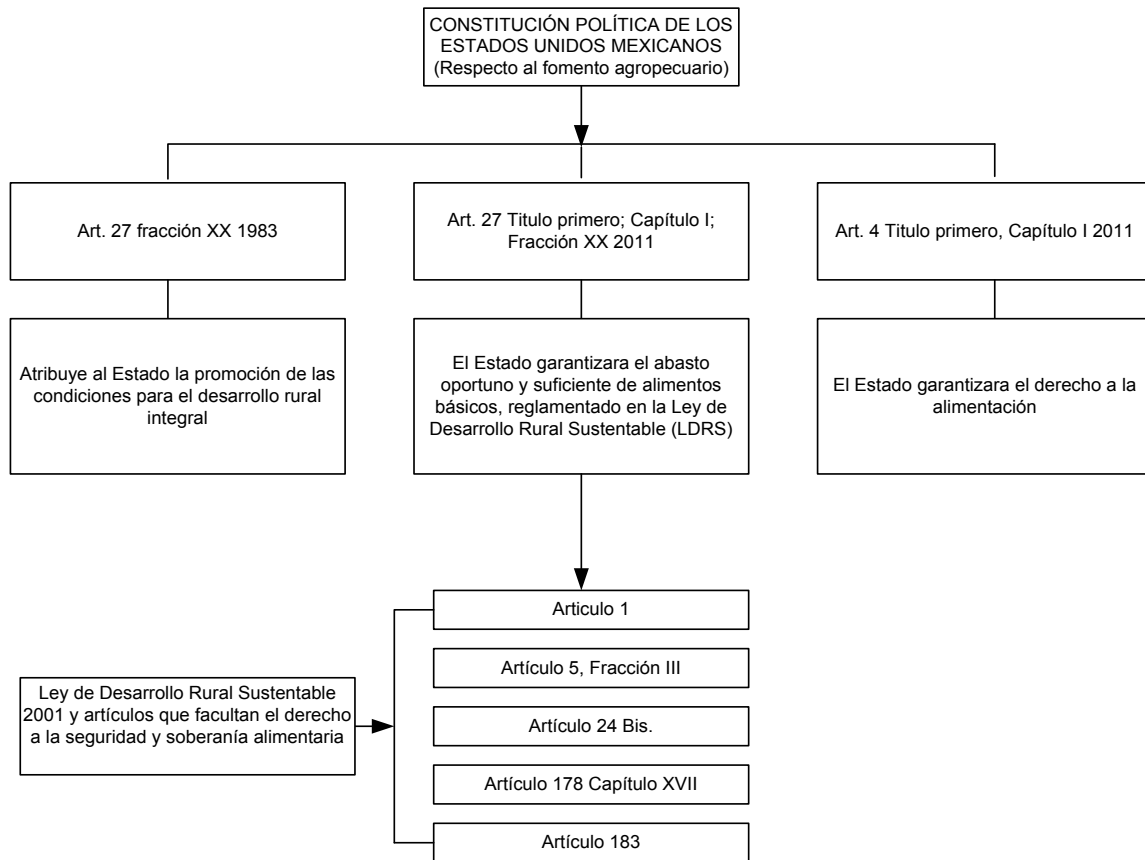 CONSTITUCIÓN POLÍTICA DE LOS
ESTADOS UNIDOS MEXICANOS
(Respecto al fomento agropecuario)
Art. 27 fracción XX 1983
Art. 27 Titulo primero; Capítulo I;
Fracción XX 2011
Art. 4 Titulo primero, Capítulo I 2011
Atribuye al Estado la promoción de las
condiciones para el desarrollo rural
integral
El Estado garantizara el abasto
oportuno y suficiente de alimentos
básicos, reglamentado en la Ley de
Desarrollo Rural Sustentable (LDRS)
El Estado garantizara el derecho a la
alimentación
Ley de Desarrollo Rural Sustentable
2001 y artículos que facultan el derecho
a la seguridad y soberanía alimentaria
Articulo 1
Artículo 5, Fracción III
Artículo 24 Bis.
Artículo 178 Capítulo XVII
Artículo 183